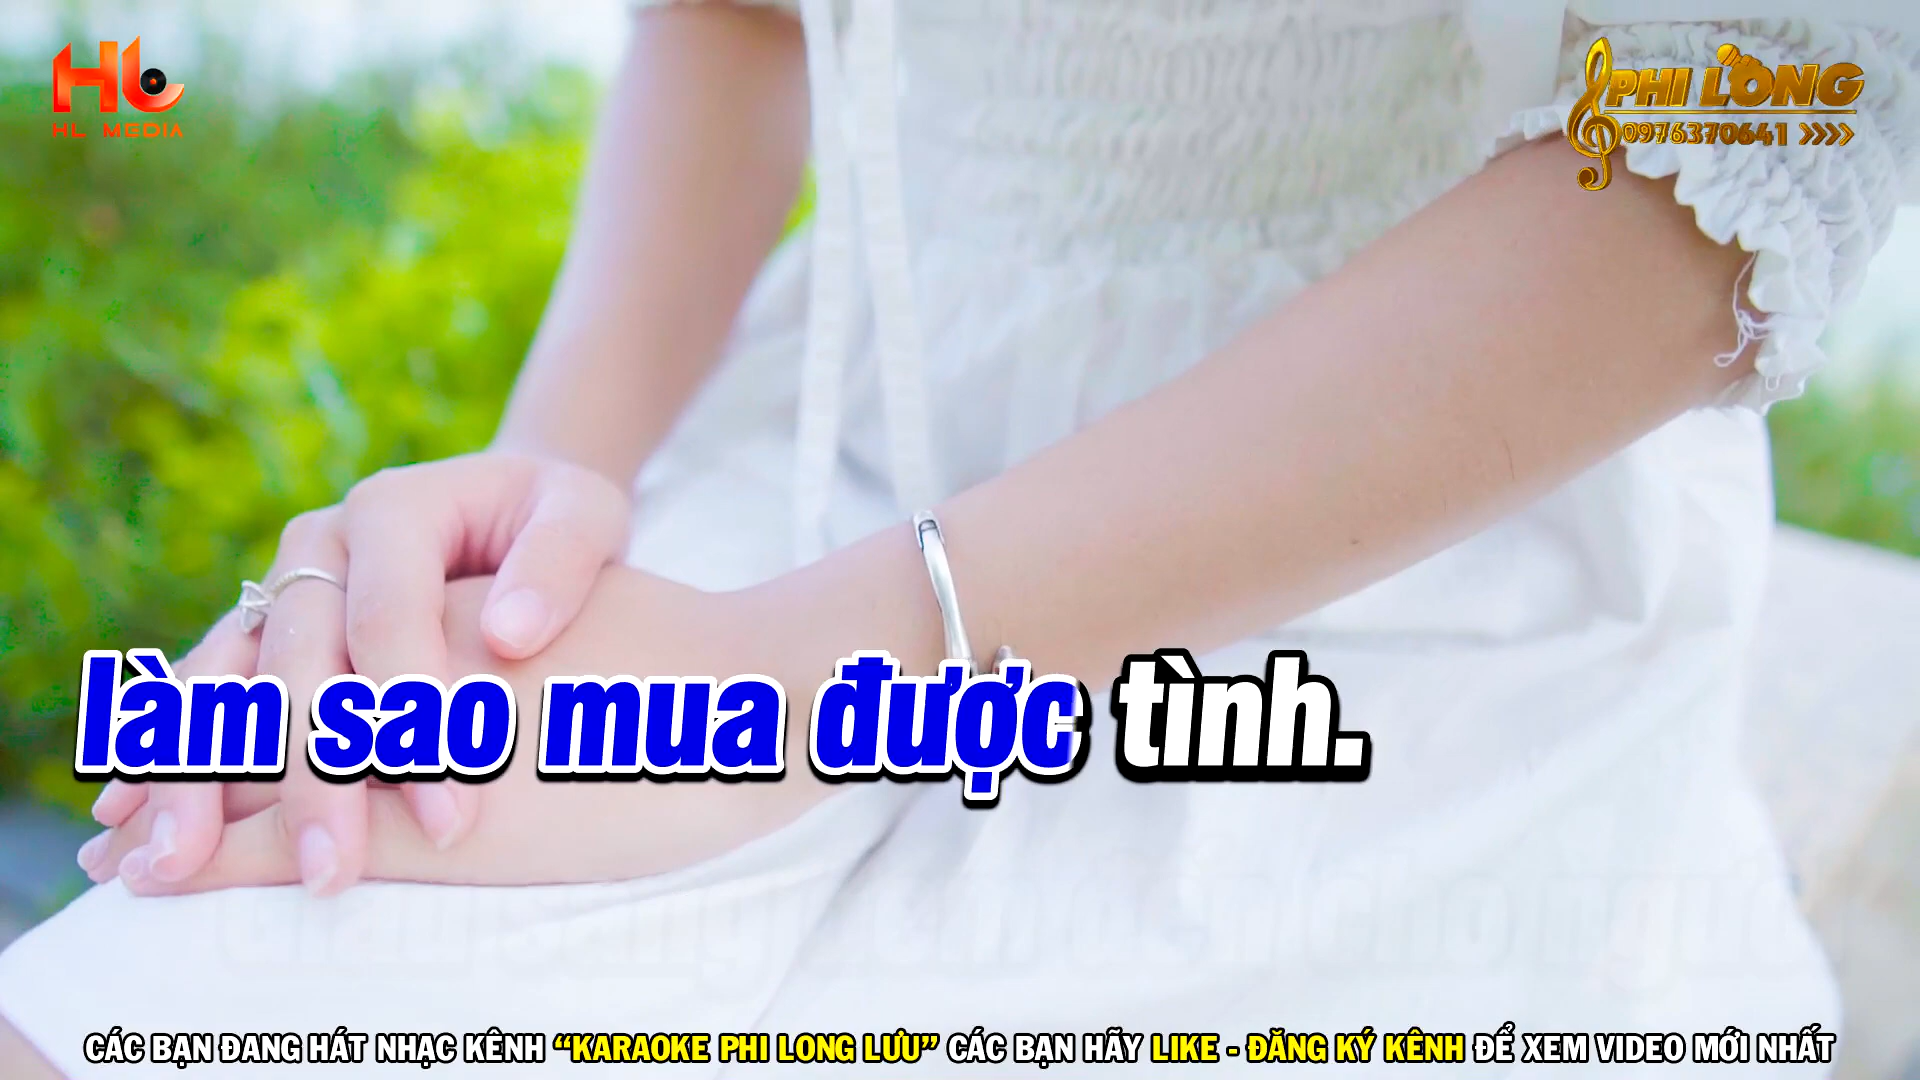 HL MEDIA
PHI LONG
0976370641
làm sao mua được tình.
CÁC BẠN ĐANG HÁT NHẠC KÊNH “KARAOKE PHI LONG LƯU” CÁC BẠN HÃY LIKE - ĐĂNG KÝ KÊNH ĐỂ XEM VIDEO MỚI NHẤT